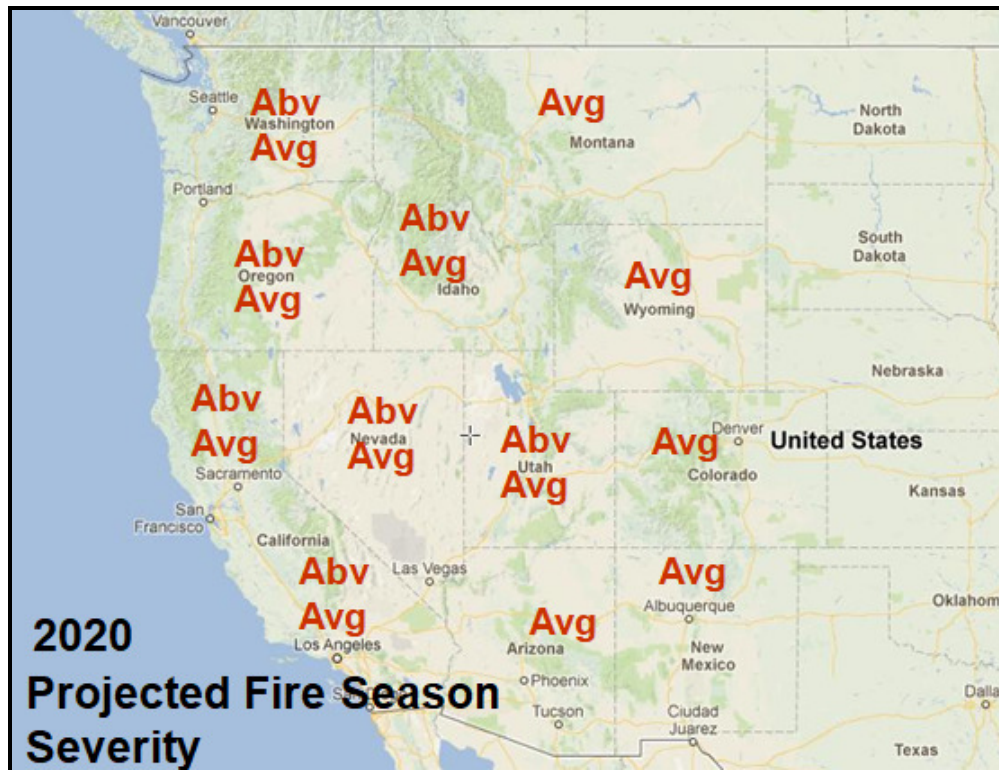 Vancouver
Seattle
Abv
Washington
Avg
Avg
Montana
North
Dakota
Portland
Abv
Oregon
Avg
Abv
Avg
Idaho
Avg
Wyoming
South
Dakota
Nebraska
Abv
Avg
Sacramento
San
Francisco
California
Abv
Nevada
Avg
Abv
Utah
Avg
Avg
Denver
Colorado
United States
Kansas
Abv
Avg
Los Angeles
Las Vegas
Avg
Arizona
Phoenix
Tucson
Avg
Albuquerque
New
Mexico
Ciudad
Juarez
Oklahom
Dalla
Texas
2020
Projected Fire Season
Severity